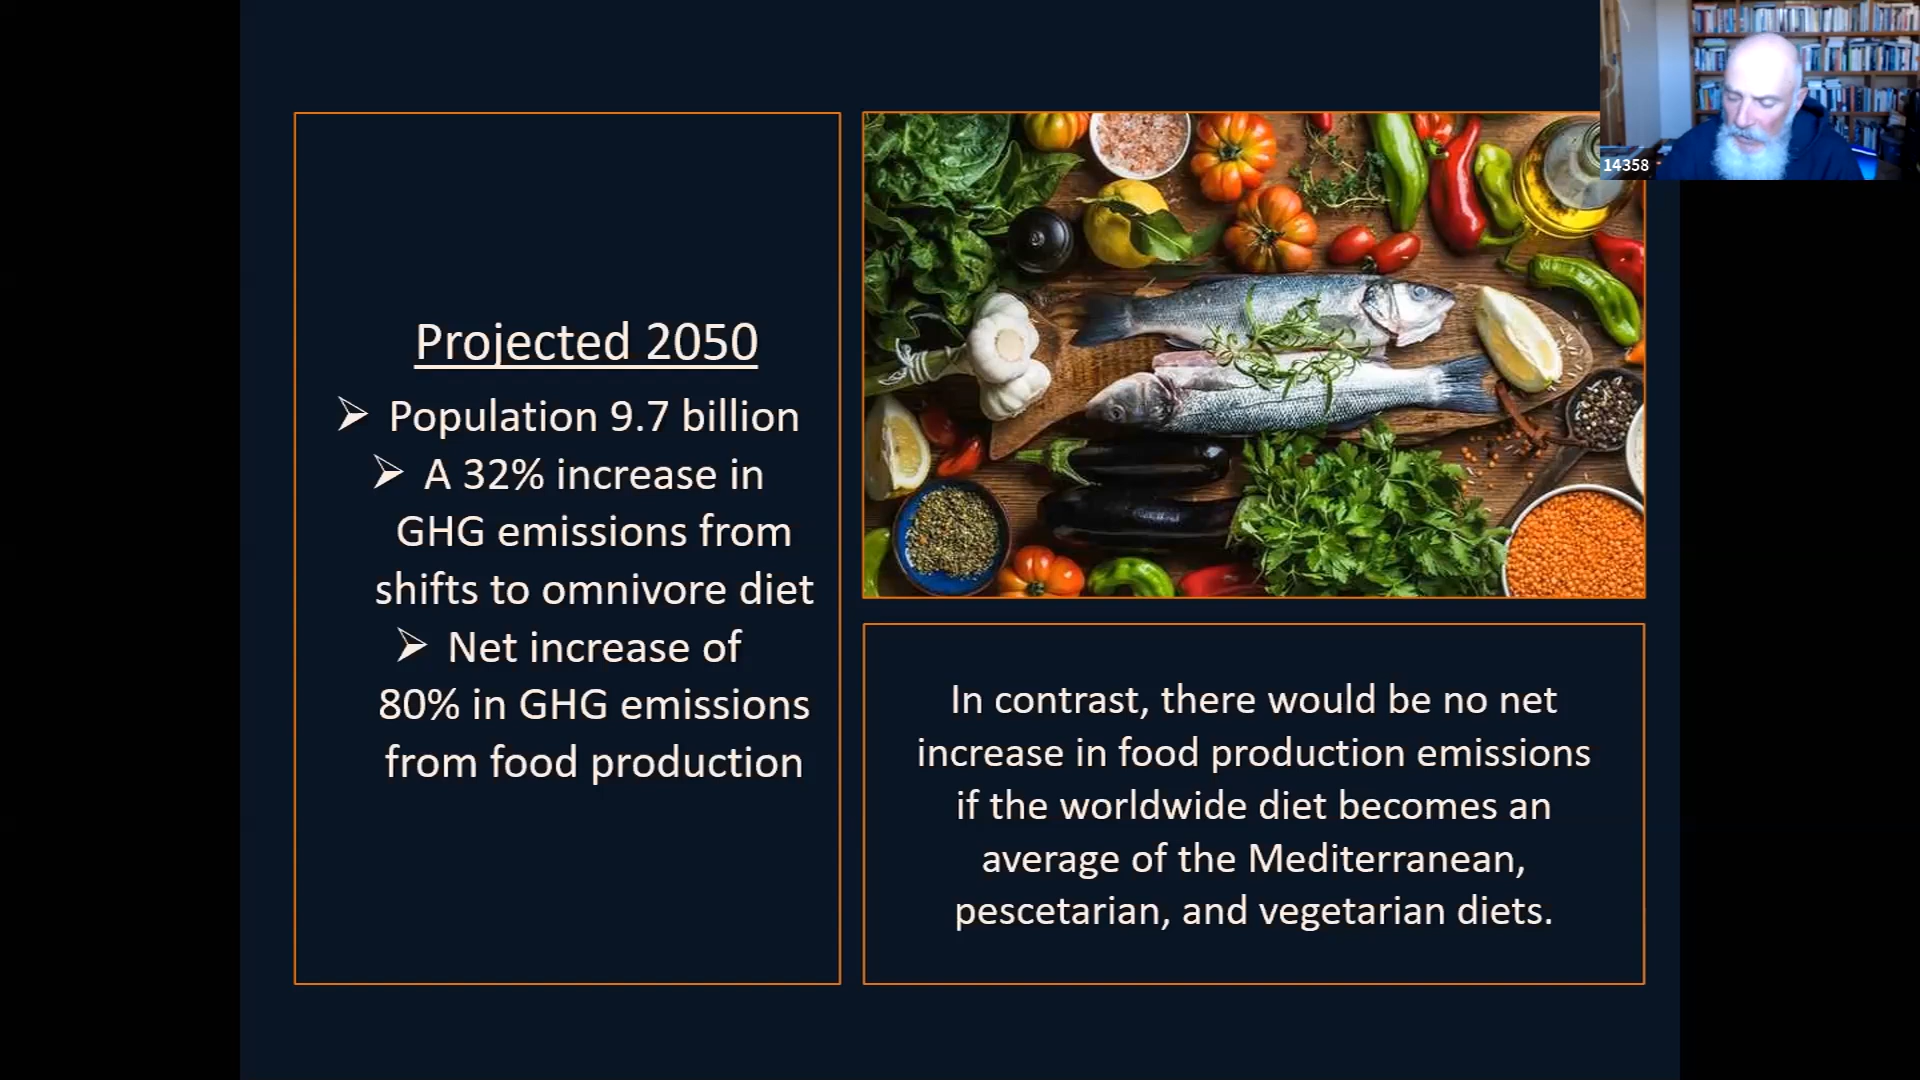 Projected 2050
➢ Population 9.7 billion
➢ A 32% increase in
GHG emissions from
shifts to omnivore diet
➢ Net increase of
80% in GHG emissions
from food production
14358
In contrast, there would be no net
increase in food production emissions
if the worldwide diet becomes an
average of the Mediterranean,
pescetarian, and vegetarian diets.